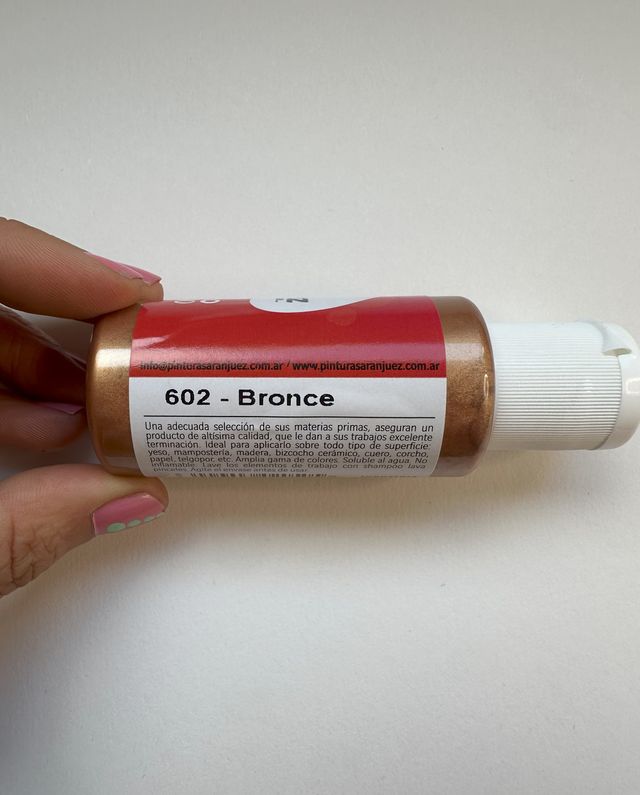 info@pinturasaranjuez.com.ar / www.pinturasaranjuez.com.ar
602 - Bronce
Una adecuada selección de sus materias primas, aseguran un
producto de altísima calidad, que le dan a sus trabajos excelente
terminación. Ideal para aplicarlo sobre todo tipo de superficie:
yeso, mampostería, madera, bizcocho cerámico, cuero, corcho,
papel, telgopor, etc. Amplia gama de colores. Soluble al agua. No
inflamable. Lave los elementos de trabajo con shampoo lava
pinceles. Agite el envase antes de usar.